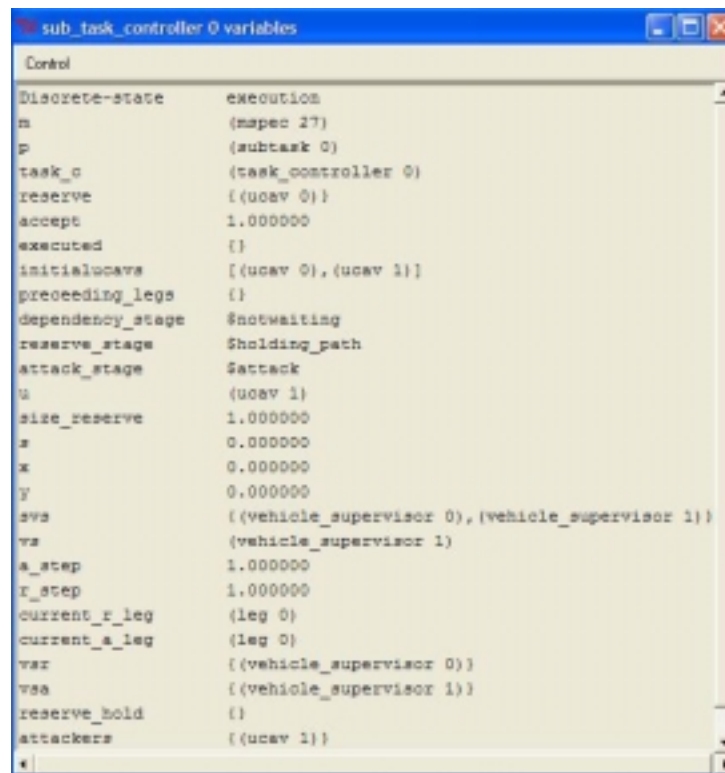 sub_task_controller 0 variables
Control
Discrete-state execution
m (mspec 27)
p (subtask 0)
task_c (task_controller 0)
reserve {(ucav 0)}
accept 1.000000
executed {}
initialucavs [(ucav 0),(ucav 1)]
preceeding_legs {}
dependency_stage $notwaiting
reserve_stage $holding_path
attack_stage $attack
u (ucav 1)
size_reserve 1.000000
z 0.000000
x 0.000000
y 0.000000
svs {(vehicle_supervisor 0),(vehicle_supervisor 1)}
vs (vehicle_supervisor 1)
a_step 1.000000
r_step 1.000000
current_r_leg (leg 0)
current_a_leg (leg 0)
vsr {(vehicle_supervisor 0)}
vsa {(vehicle_supervisor 1)}
reserve_hold {}
attackers {(ucav 1)}